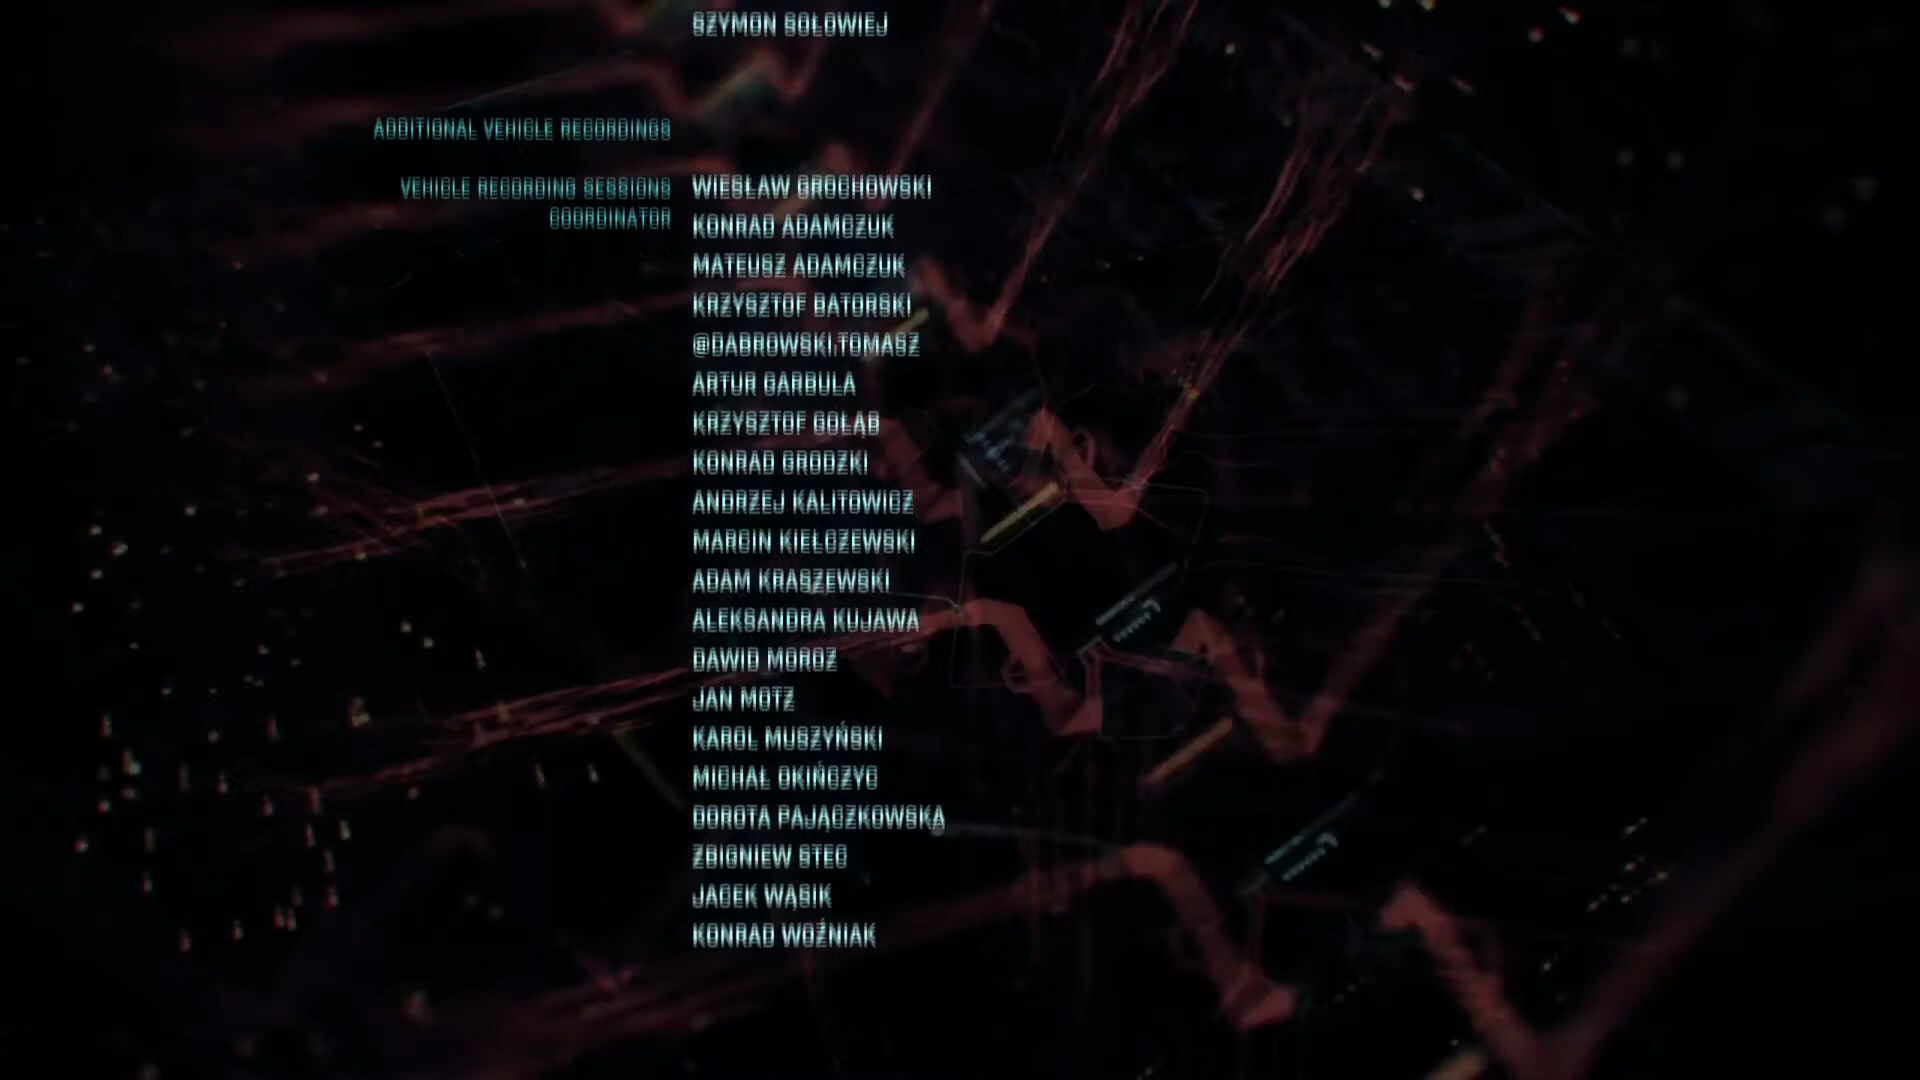 SZYMON SOŁOWIEJ
ADDITIONAL VEHICLE RECORDINGS
VEHICLE RECORDING SESSIONS
COORDINATOR
WIESŁAW GROCHOWSKI
KONRAD ADAMCZUK
MATEUSZ ADAMCZUK
KRZYSZTOF BATORSKI
@DABROWSKI.TOMASZ
ARTUR GARBULA
KRZYSZTOF GOŁĄB
KONRAD GRODZKI
ANDRZEJ KALITOWICZ
MARCIN KIEŁCZEWSKI
ADAM KRASZEWSKI
ALEKSANDRA KUJAWA
DAWID MOROZ
JAN MOTZ
KAROL MUSZYŃSKI
MICHAŁ OKIŃCZYC
DOROTA PAJĄCZKOWSKA
ZBIGNIEW STEC
JACEK WĄSIK
KONRAD WOŹNIAK